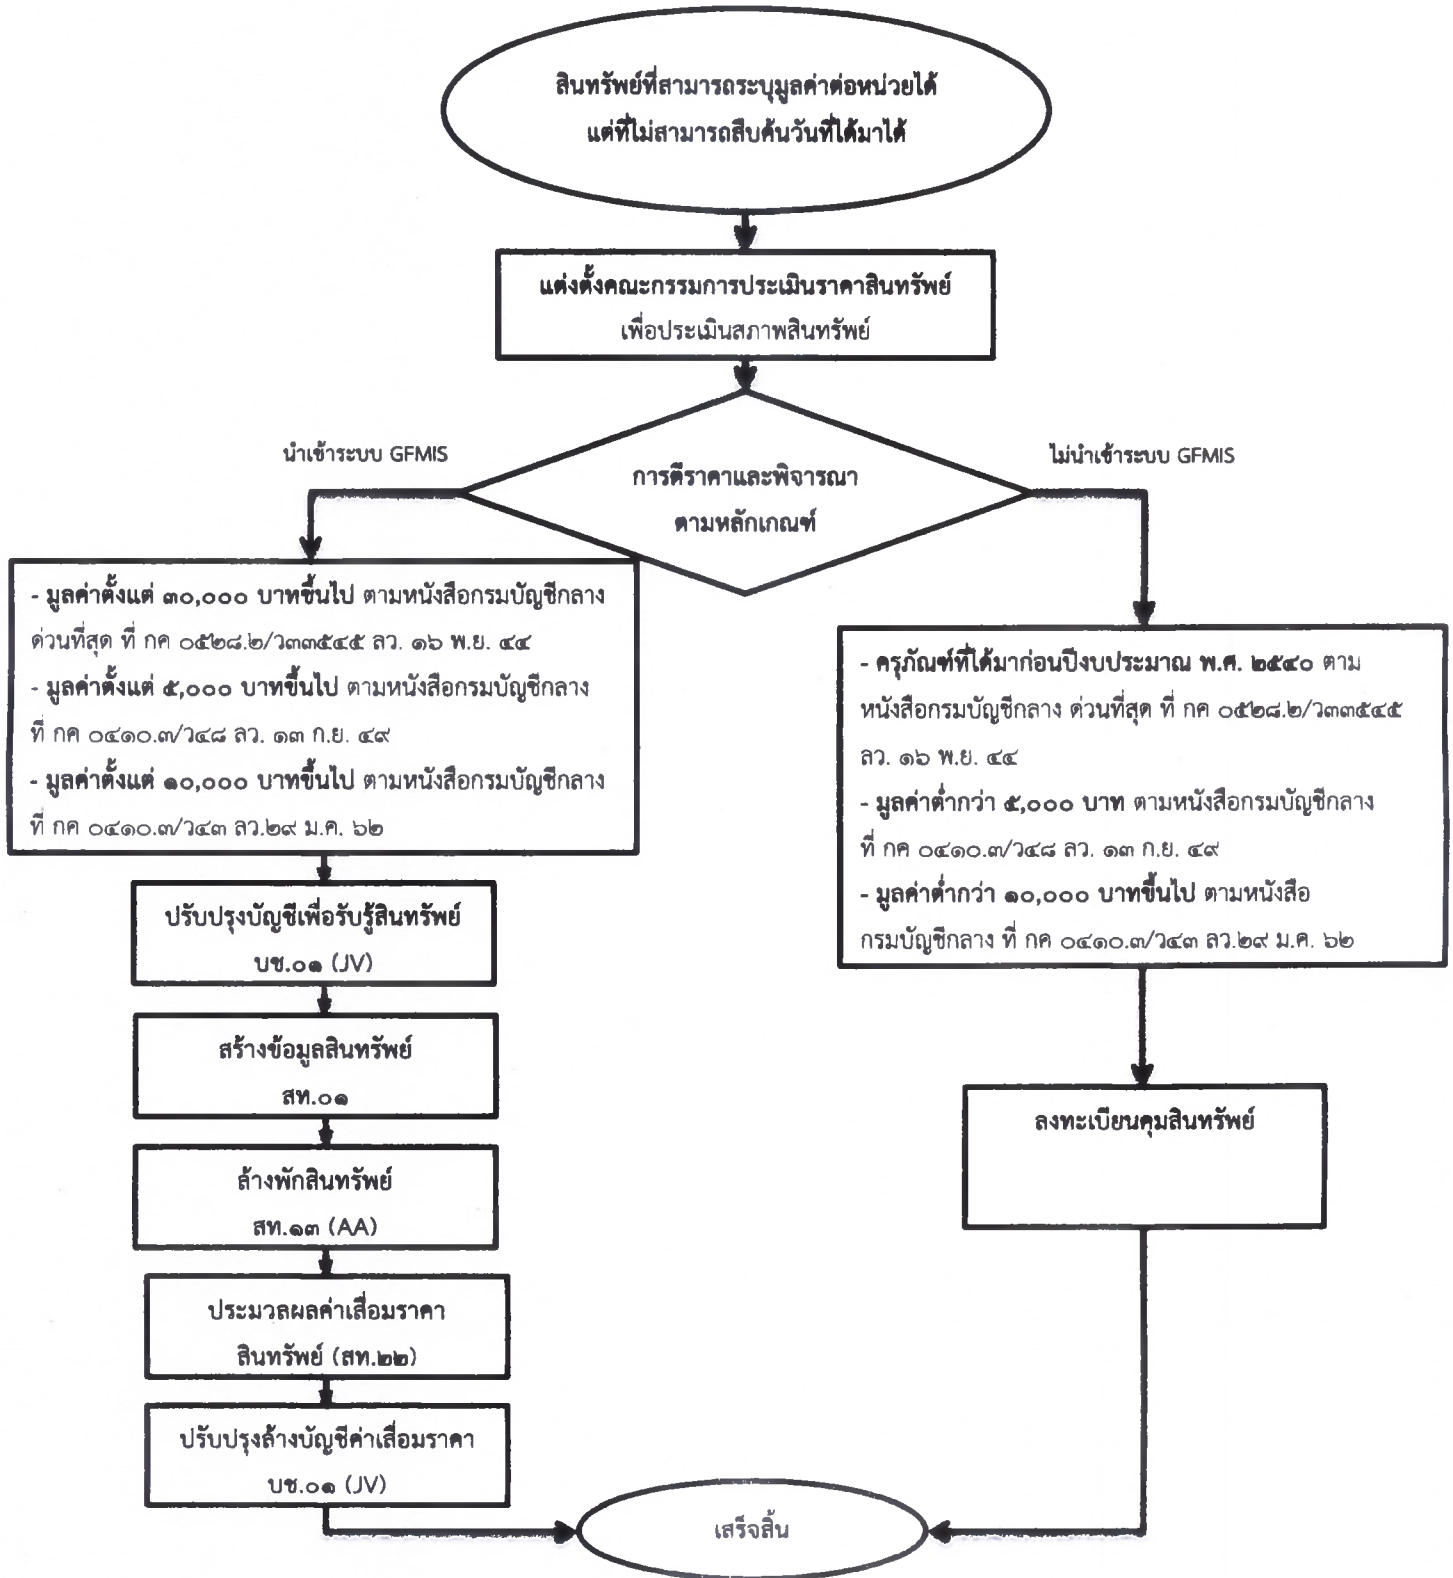 สินทรัพย์ที่สามารถระบุมูลค่าต่อหน่วยได้
แต่ที่ไม่สามารถสืบค้นวันที่ได้มาได้
แต่งตั้งคณะกรรมการประเมินราคาสินทรัพย์
เพื่อประเมินสภาพสินทรัพย์
การตีราคาและพิจารณา
ตามหลักเกณฑ์
นำเข้าระบบ GFMIS
- มูลค่าตั้งแต่ ๓๐,๐๐๐ บาทขึ้นไป ตามหนังสือกรมบัญชีกลาง
ด่วนที่สุด ที่ กค ๐๕๒๘.๒/ว๓๓๕๔๕ ลว. ๑๖ พ.ย. ๔๔
- มูลค่าตั้งแต่ ๕,๐๐๐ บาทขึ้นไป ตามหนังสือกรมบัญชีกลาง
ที่ กค ๐๔๑๐.๓/ว๔๘ ลว. ๑๓ ก.ย. ๔๙
- มูลค่าตั้งแต่ ๑๐,๐๐๐ บาทขึ้นไป ตามหนังสือกรมบัญชีกลาง
ที่ กค ๐๔๑๐.๓/ว๔๓ ลว.๒๙ ม.ค. ๖๒
ปรับปรุงบัญชีเพื่อรับรู้สินทรัพย์
บช.๐๑ (JV)
สร้างข้อมูลสินทรัพย์
สท.๐๑
ล้างพักสินทรัพย์
สท.๑๓ (AA)
ประมวลผลค่าเสื่อมราคา
สินทรัพย์ (สท.๒๒)
ปรับปรุงล้างบัญชีค่าเสื่อมราคา
บช.๐๑ (JV)
ไม่นำเข้าระบบ GFMIS
- ครุภัณฑ์ที่ได้มาก่อนปีงบประมาณ พ.ศ. ๒๕๔๐ ตาม
หนังสือกรมบัญชีกลาง ด่วนที่สุด ที่ กค ๐๕๒๘.๒/ว๓๓๕๔๕
ลว. ๑๖ พ.ย. ๔๔
- มูลค่าต่ำกว่า ๕,๐๐๐ บาท ตามหนังสือกรมบัญชีกลาง
ที่ กค ๐๔๑๐.๓/ว๔๘ ลว. ๑๓ ก.ย. ๔๙
- มูลค่าต่ำกว่า ๑๐,๐๐๐ บาทขึ้นไป ตามหนังสือ
กรมบัญชีกลาง ที่ กค ๐๔๑๐.๓/ว๔๓ ลว.๒๙ ม.ค. ๖๒
ลงทะเบียนคุมสินทรัพย์
เสร็จสิ้น